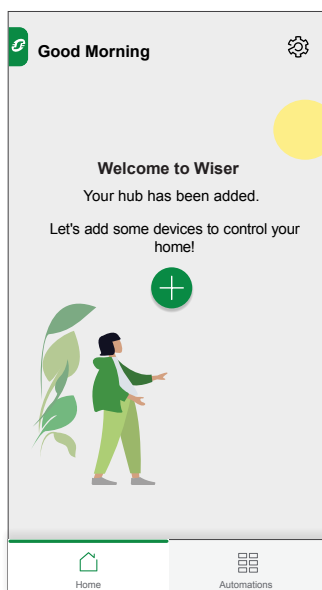 Good Morning
Welcome to Wiser
Your hub has been added.
Let's add some devices to control your
home!
Home
Automations